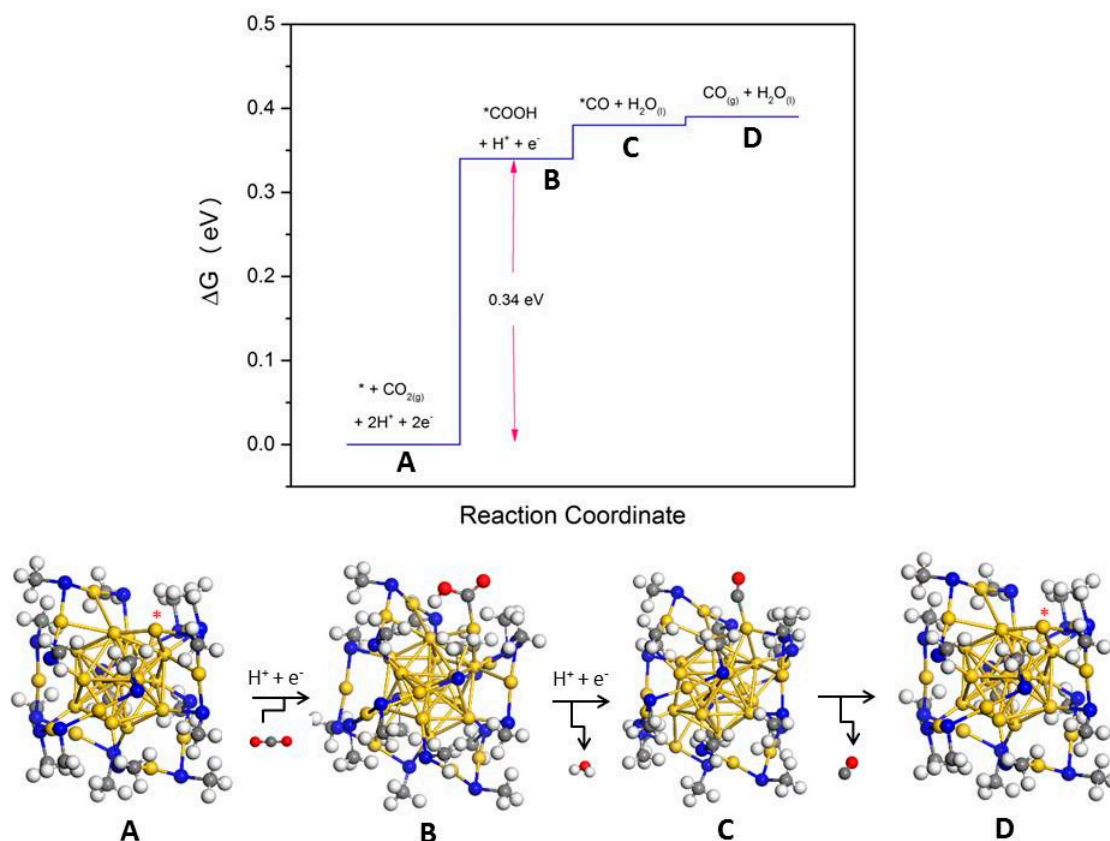 0.5
0.4
0.3
0.2
0.1
0.0
ΔG (eV)
*COOH
+ H⁺ + e⁻
B
*CO + H₂O₍ₗ₎
C
CO₍g₎ + H₂O₍ₗ₎
D
0.34 eV
* + CO₂₍g₎
+ 2H⁺ + 2e⁻
A
Reaction Coordinate
*
H⁺ + e⁻
H⁺ + e⁻
*
A
B
C
D